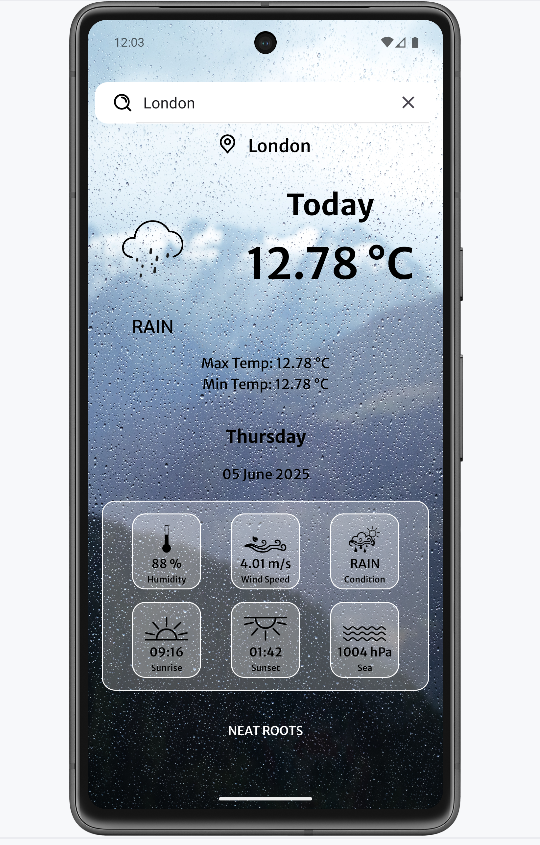 12:03
London
London
Today
12.78 °C
RAIN
Max Temp: 12.78 °C
Min Temp: 12.78 °C
Thursday
05 June 2025
88 %
Humidity
4.01 m/s
Wind Speed
RAIN
Condition
09:16
Sunrise
01:42
Sunset
1004 hPa
Sea
NEAT ROOTS